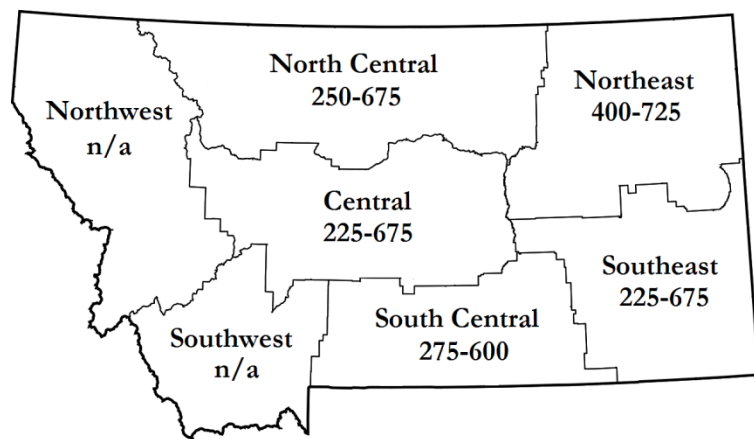 North Central
250-675
Northeast
400-725
Northwest
n/a
Central
225-675
Southeast
225-675
South Central
275-600
Southwest
n/a